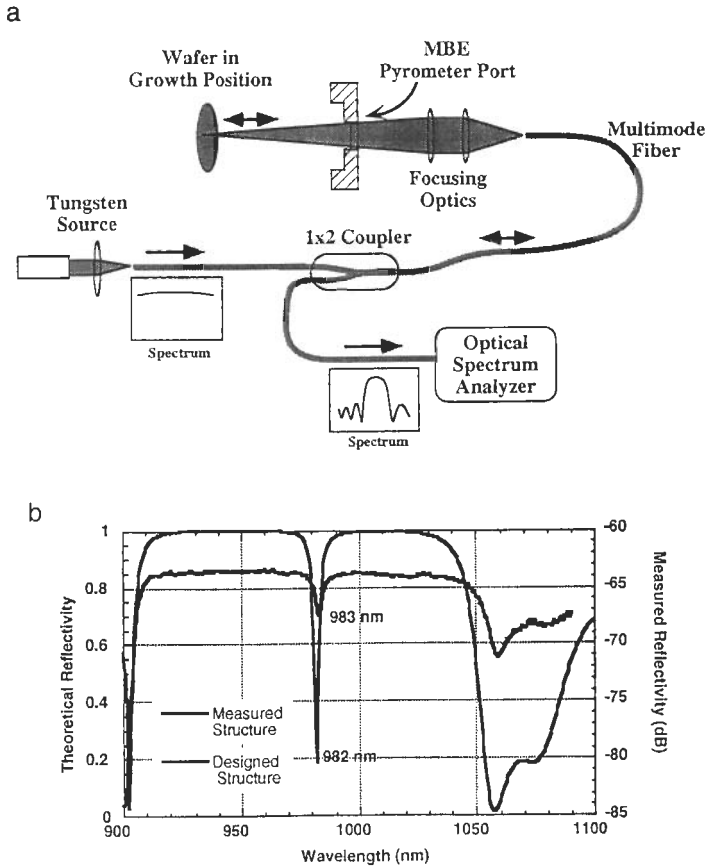 a
Wafer in
Growth Position
MBE
Pyrometer Port
Multimode
Fiber
Focusing
Optics
Tungsten
Source
1x2 Coupler
Spectrum
Optical
Spectrum
Analyzer
Spectrum
b
1
0.8
0.6
0.4
0.2
0
Theoretical Reflectivity
-60
-65
-70
-75
-80
-85
Measured Reflectivity (dB)
983 nm
982 nm
Measured
Structure
Designed
Structure
900
950
1000
1050
1100
Wavelength (nm)